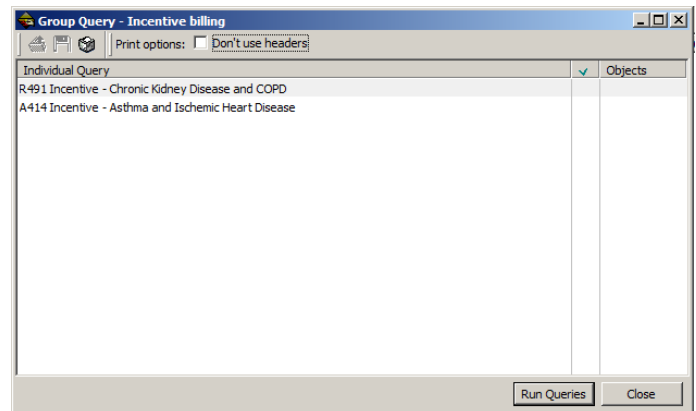 Group Query - Incentive billing
Print options: Don't use headers
Individual Query Objects
R491 Incentive - Chronic Kidney Disease and COPD
A414 Incentive - Asthma and Ischemic Heart Disease
Run Queries Close